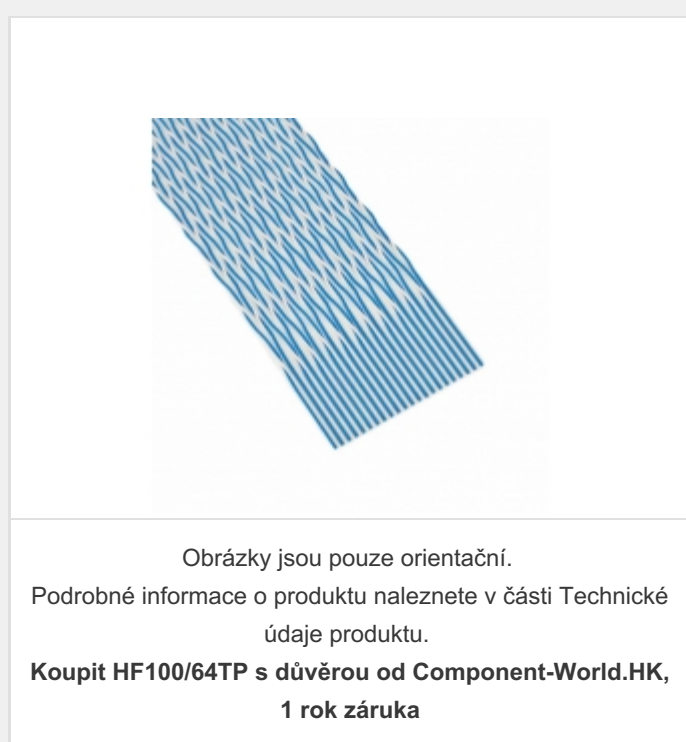 Obrázky jsou pouze orientační.
Podrobné informace o produktu naleznete v části Technické
údaje produktu.
Koupit HF100/64TP s důvěrou od Component-World.HK,
1 rok záruka